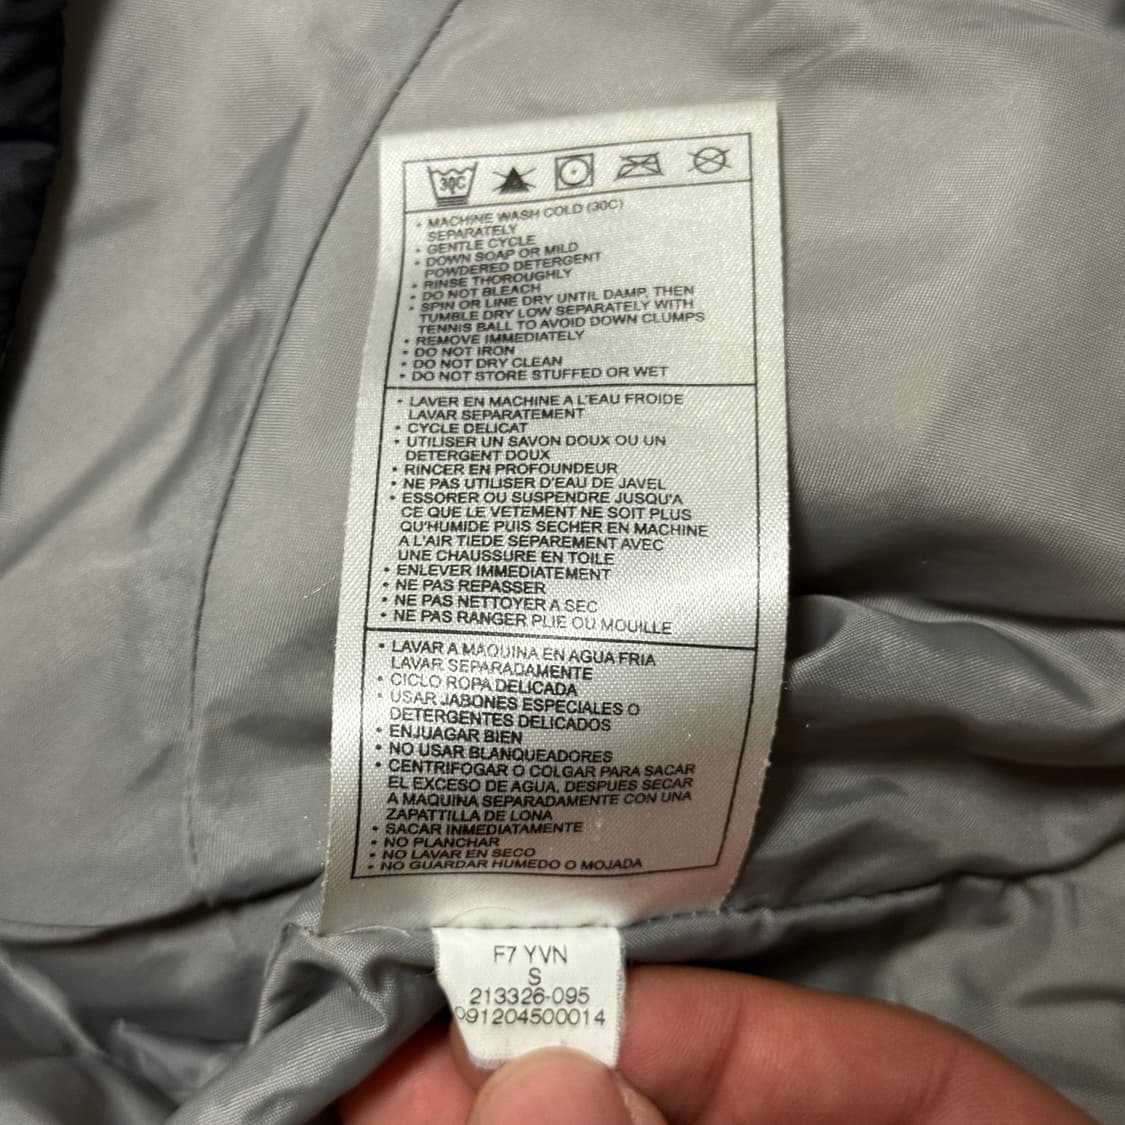 30C
• MACHINE WASH COLD (30C)
SEPARATELY
• GENTLE CYCLE
• DOWN SOAP OR MILD
POWDERED DETERGENT
• RINSE THOROUGHLY
• DO NOT BLEACH
• SPIN OR LINE DRY UNTIL DAMP, THEN
TUMBLE DRY LOW SEPARATELY WITH
TENNIS BALL TO AVOID DOWN CLUMPS
• REMOVE IMMEDIATELY
• DO NOT IRON
• DO NOT DRY CLEAN
• DO NOT STORE STUFFED OR WET
• LAVER EN MACHINE A L'EAU FROIDE
LAVAR SEPARATEMENT
• CYCLE DELICAT
• UTILISER UN SAVON DOUX OU UN
DETERGENT DOUX
• RINCER EN PROFOUNDEUR
• NE PAS UTILISER D'EAU DE JAVEL
• ESSORER OU SUSPENDRE JUSQU'A
CE QUE LE VETEMENT NE SOIT PLUS
QU'HUMIDE PUIS SECHER EN MACHINE
A L'AIR TIEDE SEPAREMENT AVEC
UNE CHAUSSURE EN TOILE
• ENLEVER IMMEDIATEMENT
• NE PAS REPASSER
• NE PAS NETTOYER A SEC
• NE PAS RANGER PLIE OU MOUILLE
• LAVAR A MAQUINA EN AGUA FRIA
LAVAR SEPARADAMENTE
• CICLO ROPA DELICADA
• USAR JABONES ESPECIALES O
DETERGENTES DELICADOS
• ENJUAGAR BIEN
• NO USAR BLANQUEADORES
• CENTRIFOGAR O COLGAR PARA SACAR
EL EXCESO DE AGUA, DESPUES SECAR
A MAQUINA SEPARADAMENTE CON UNA
ZAPATTILLA DE LONA
• SACAR INMEDIATAMENTE
• NO PLANCHAR
• NO LAVAR EN SECO
• NO GUARDAR HUMEDO O MOJADA
F7 YVN
S
213326-095
091204500014